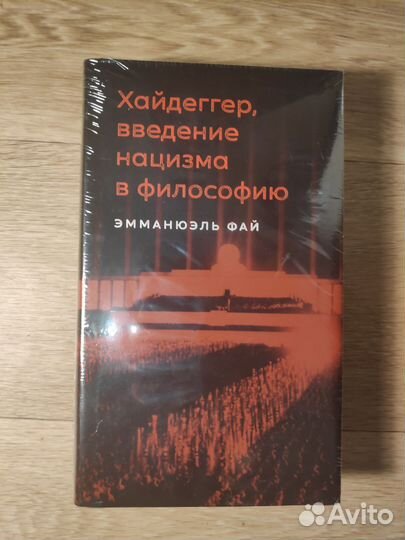 Хайдеггер,
введение
нацизма
в философию
ЭММАНЮЭЛЬ ФАЙ
Avito